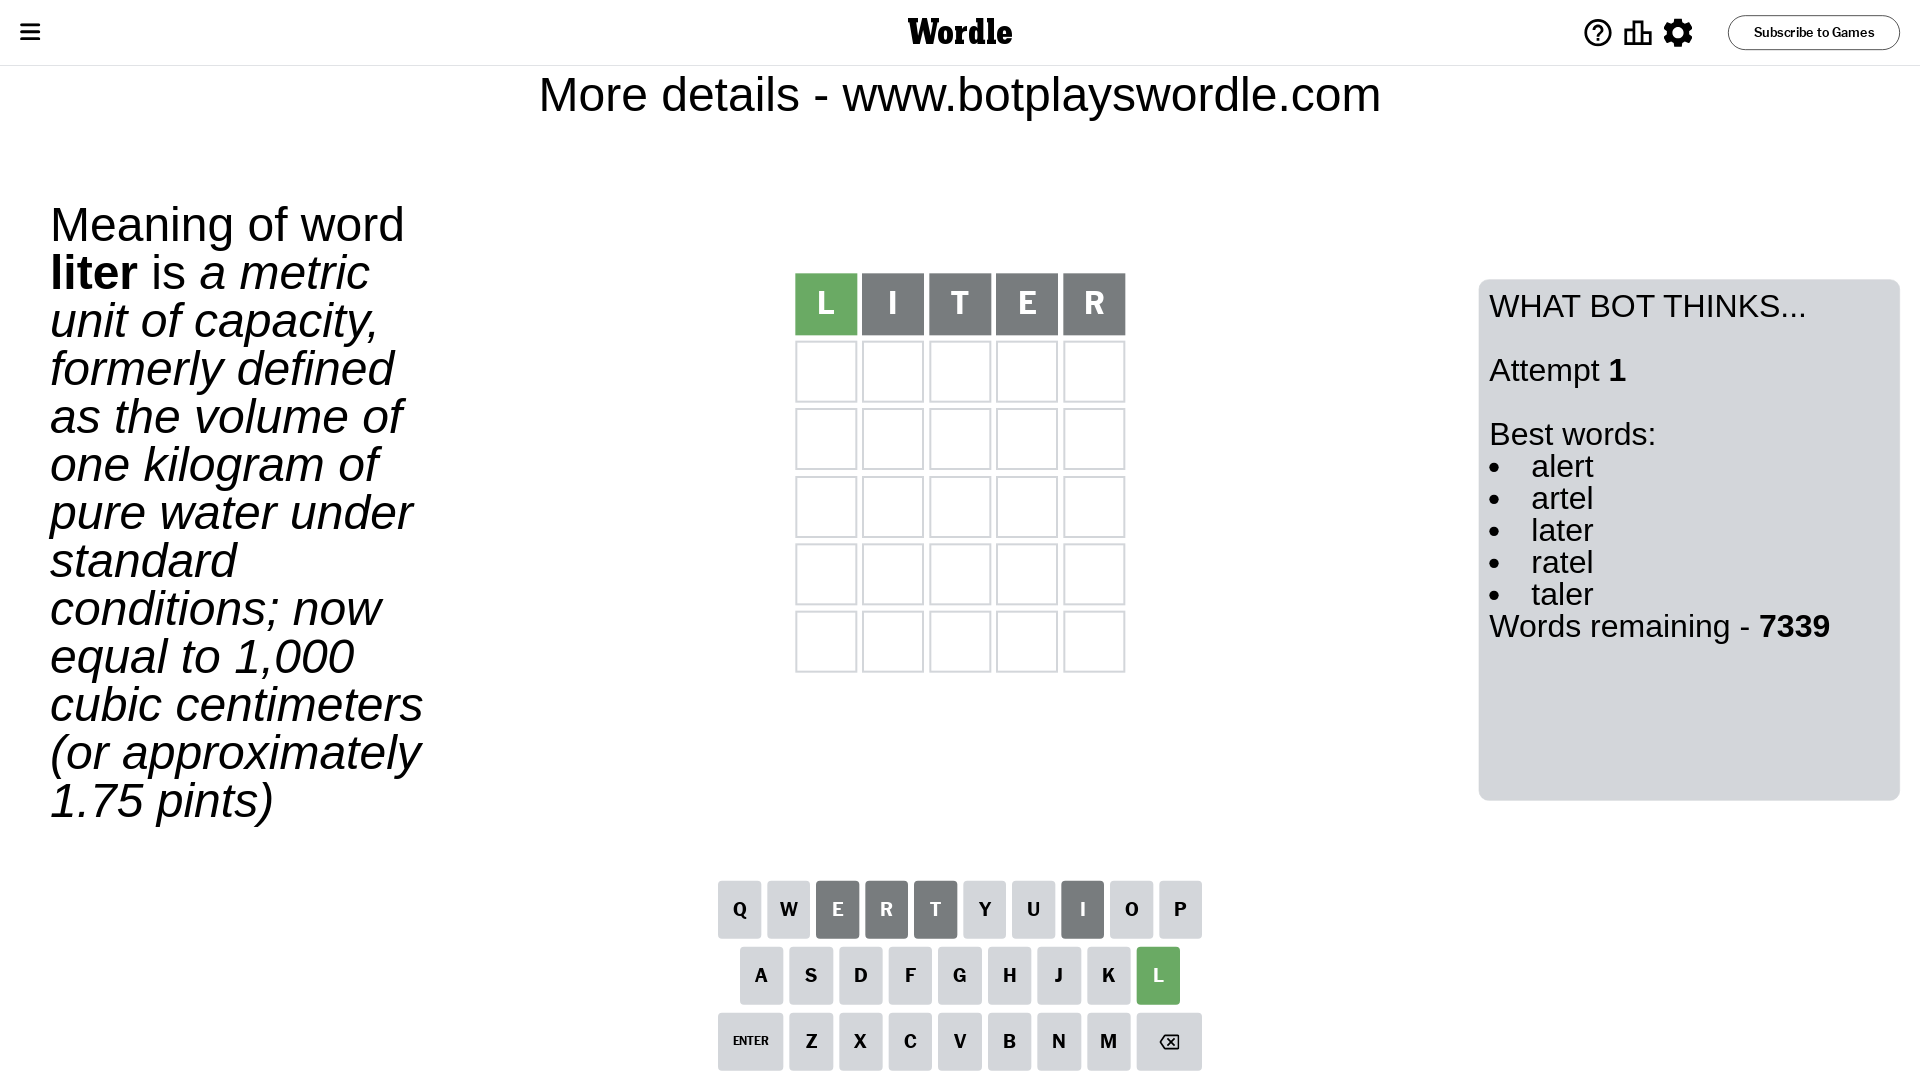 Wordle
Subscribe to Games
More details - www.botplayswordle.com
Meaning of word
liter is a metric
unit of capacity,
formerly defined
as the volume of
one kilogram of
pure water under
standard
conditions; now
equal to 1,000
cubic centimeters
(or approximately
1.75 pints)
L I T E R
WHAT BOT THINKS...
Attempt 1
Best words:
• alert
• artel
• later
• ratel
• taler
Words remaining - 7339
Q W E R T Y U I O P
A S D F G H J K L
ENTER Z X C V B N M